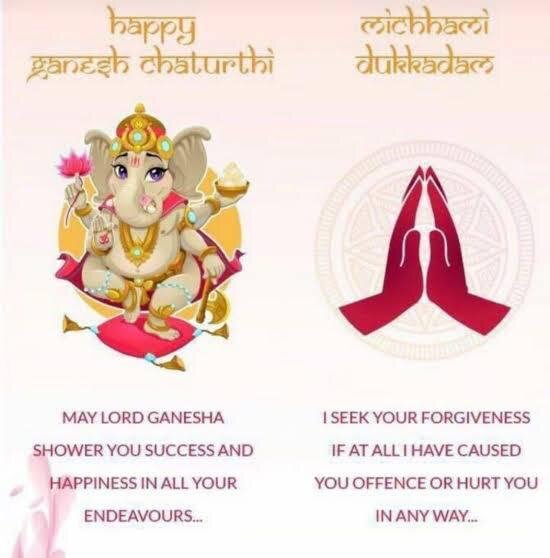 happy
ganesh chaturthi
MAY LORD GANESHA
SHOWER YOU SUCCESS AND
HAPPINESS IN ALL YOUR
ENDEAVOURS...
michhami
dukkadam
I SEEK YOUR FORGIVENESS
IF AT ALL I HAVE CAUSED
YOU OFFENCE OR HURT YOU
IN ANY WAY...